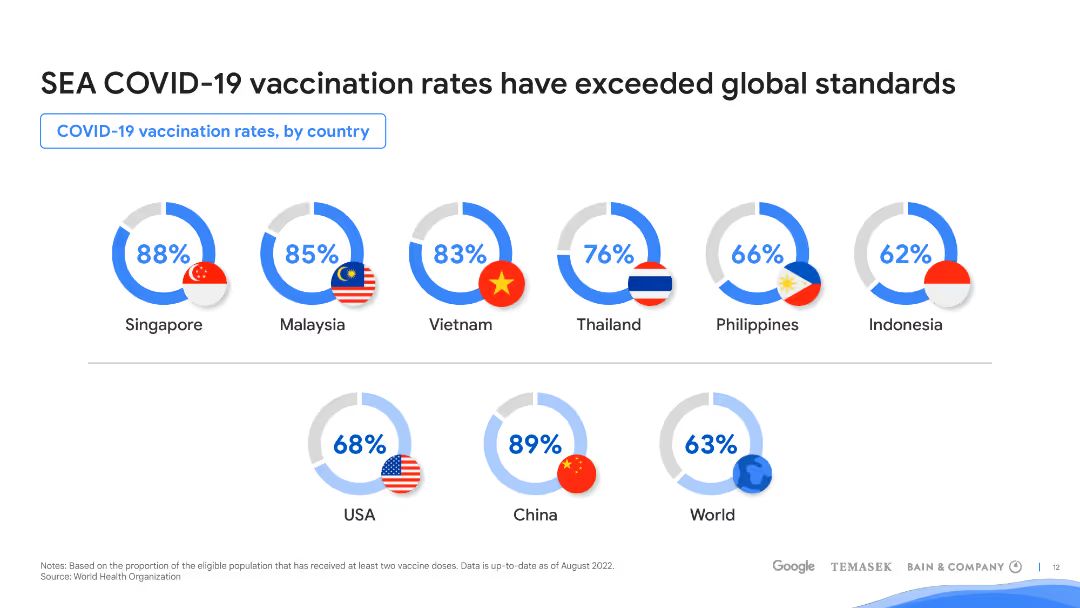 SEA COVID-19 vaccination rates have exceeded global standards
COVID-19 vaccination rates, by country
88% 85% 83% 76% 66% 62%
Singapore Malaysia Vietnam Thailand Philippines Indonesia
68% 89% 63%
USA China World
Notes: Based on the proportion of the eligible population that has received at least two vaccine doses. Data is up-to-date as of August 2022.
Source: World Health Organization
Google TEMASEK BAIN & COMPANY | 12